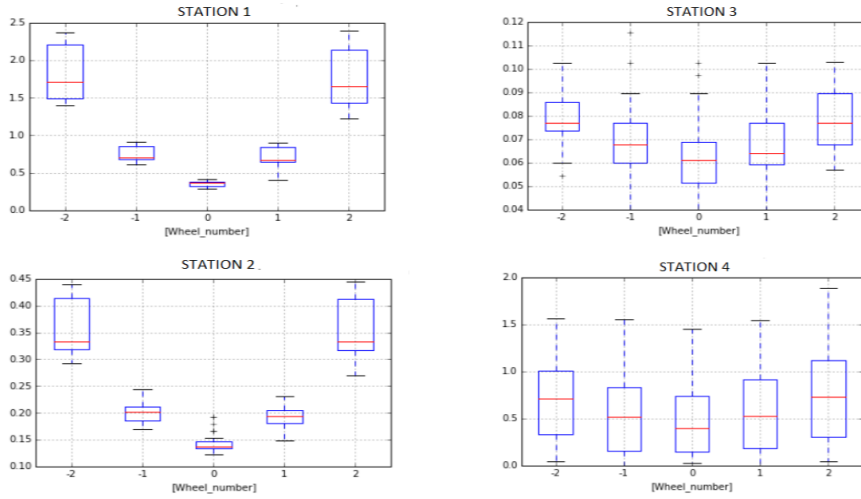 STATION 1
2.5
2.0
1.5
1.0
0.5
0.0
-2 -1 0 1 2
[Wheel_number]
STATION 3
0.12
0.11
0.10
0.09
0.08
0.07
0.06
0.05
0.04
-2 -1 0 1 2
[Wheel_number]
STATION 2
0.45
0.40
0.35
0.30
0.25
0.20
0.15
0.10
-2 -1 0 1 2
[Wheel_number]
STATION 4
2.0
1.5
1.0
0.5
0.0
-2 -1 0 1 2
[Wheel_number]